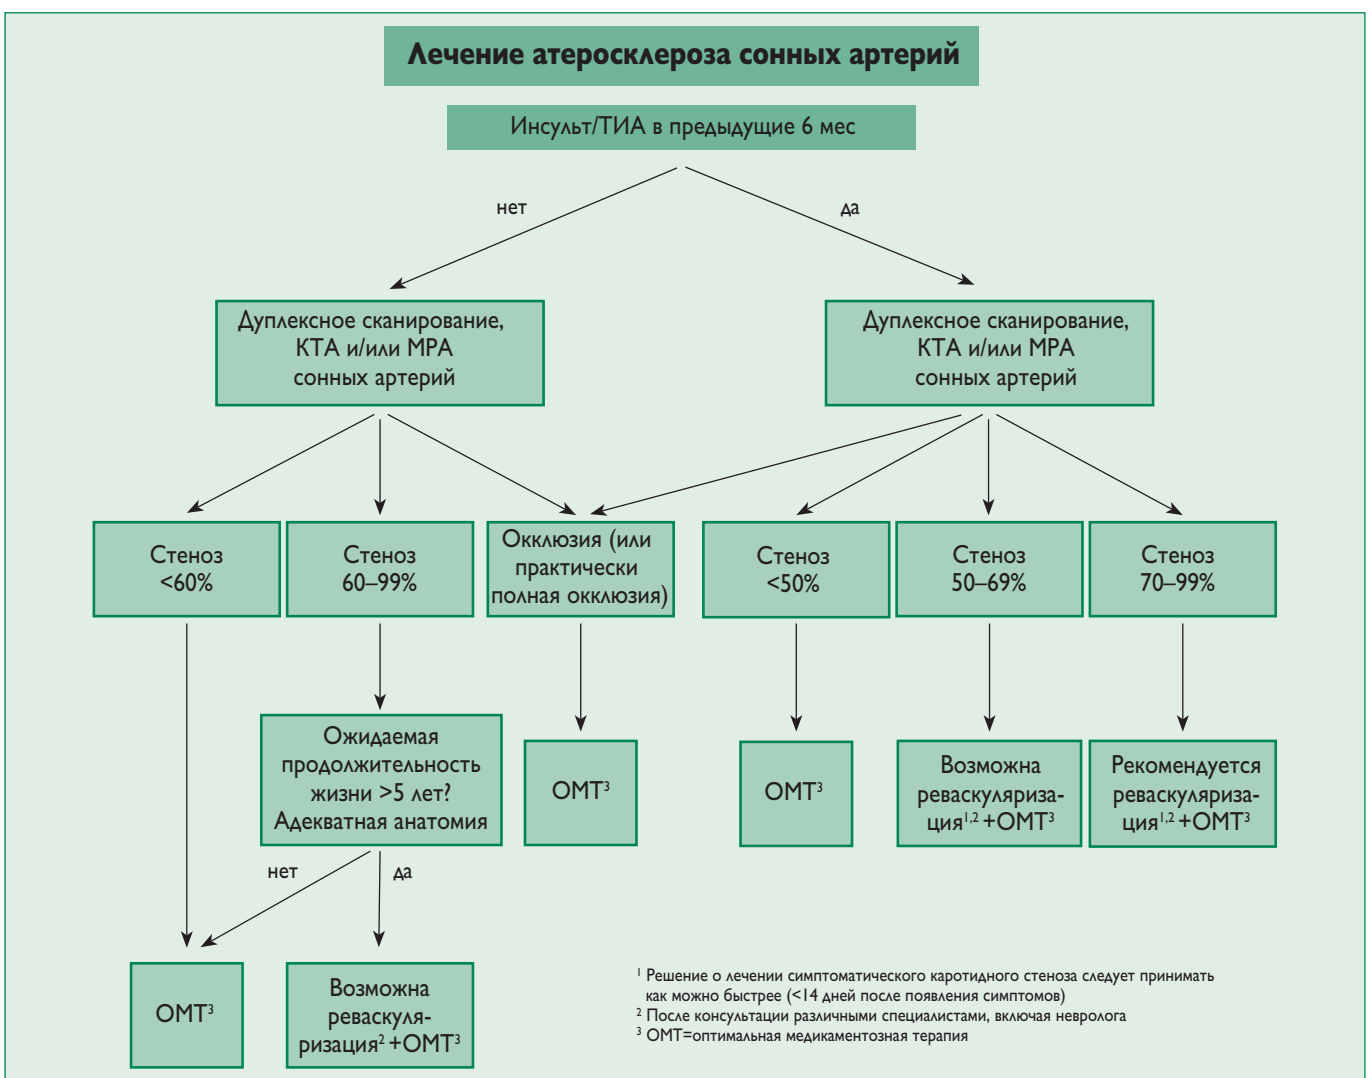 Лечение атеросклероза сонных артерий
Инсульт/ТИА в предыдущие 6 мес
нет
да
Дуплексное сканирование,
КТА и/или МРА
сонных артерий
Дуплексное сканирование,
КТА и/или МРА
сонных артерий
Стеноз
<60%
Стеноз
60–99%
Окклюзия (или
практически
полная окклюзия)
Стеноз
<50%
Стеноз
50–69%
Стеноз
70–99%
Ожидаемая
продолжительность
жизни >5 лет?
Адекватная анатомия
ОМТ³
ОМТ³
Возможна
реваскуляриза-
ция¹,² +ОМТ³
Рекомендуется
реваскуляриза-
ция¹,² +ОМТ³
нет
да
ОМТ³
Возможна
реваскуля-
ризация² +ОМТ³
¹ Решение о лечении симптоматического каротидного стеноза следует принимать
как можно быстрее (<14 дней после появления симптомов)
² После консультации различными специалистами, включая невролога
³ ОМТ=оптимальная медикаментозная терапия